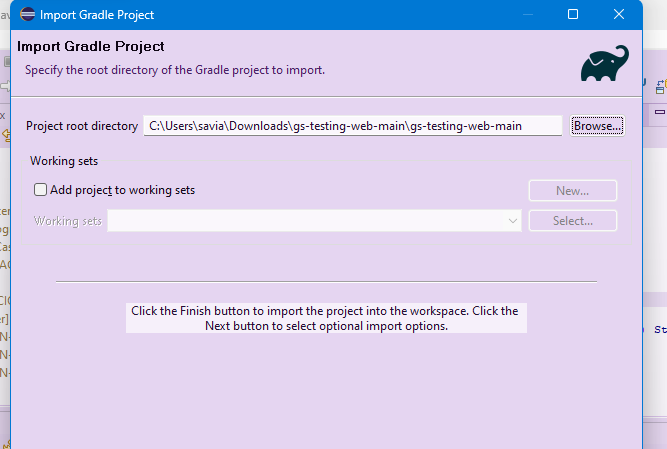 Import Gradle Project
Import Gradle Project
Specify the root directory of the Gradle project to import.
Project root directory C:\Users\savia\Downloads\gs-testing-web-main\gs-testing-web-main Browse...
Working sets
Add project to working sets New...
Working sets Select...
Click the Finish button to import the project into the workspace. Click the
Next button to select optional import options.